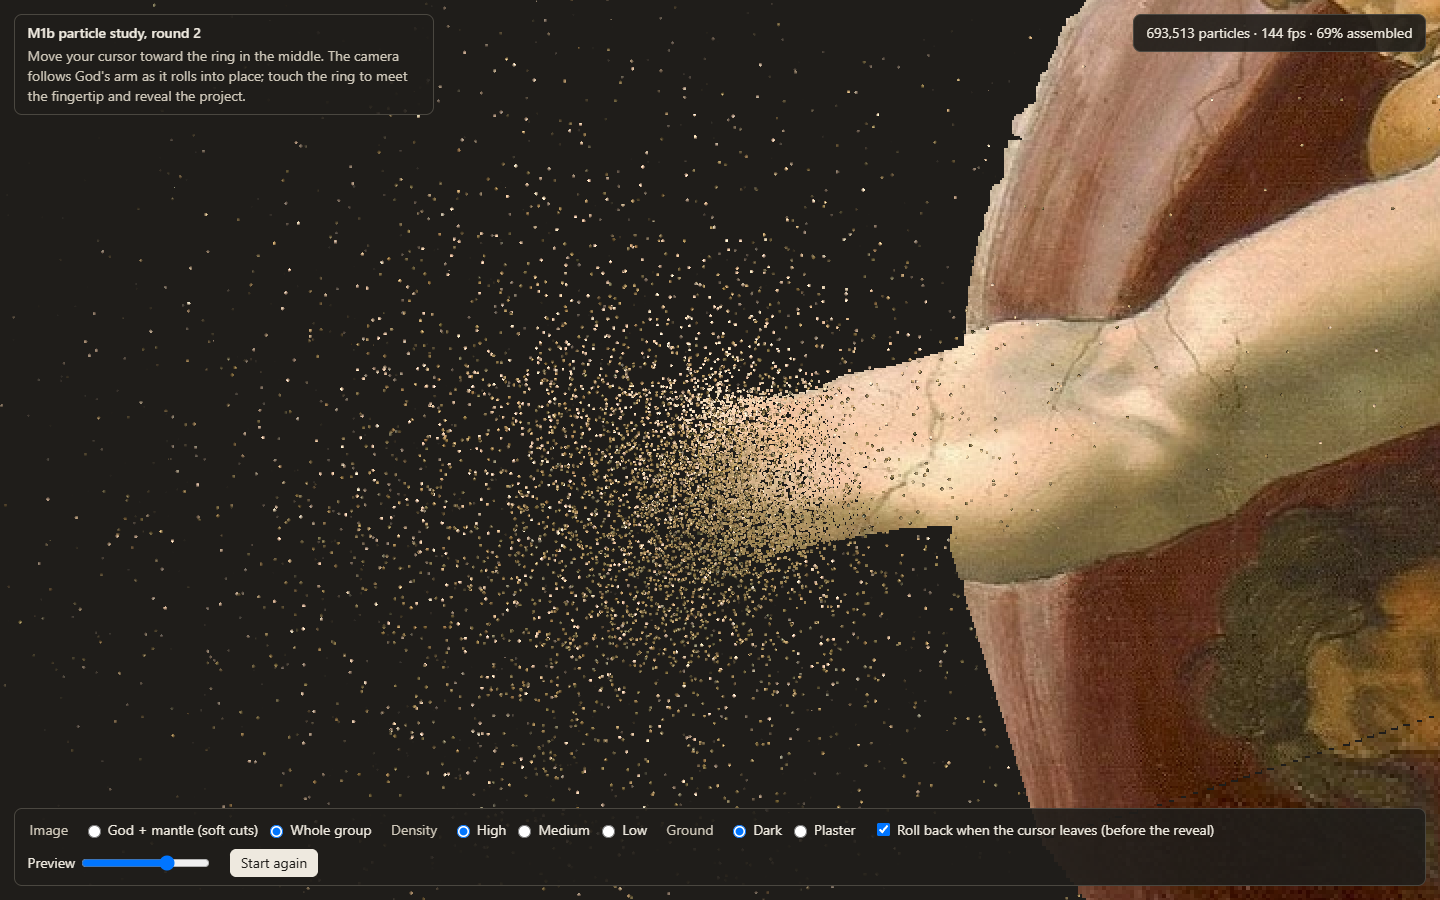 M1b particle study, round 2
Move your cursor toward the ring in the middle. The camera
follows God's arm as it rolls into place; touch the ring to meet
the fingertip and reveal the project.
693,513 particles · 144 fps · 69% assembled
Image God + mantle (soft cuts) Whole group Density High Medium Low Ground Dark Plaster Roll back when the cursor leaves (before the reveal)
Preview Start again